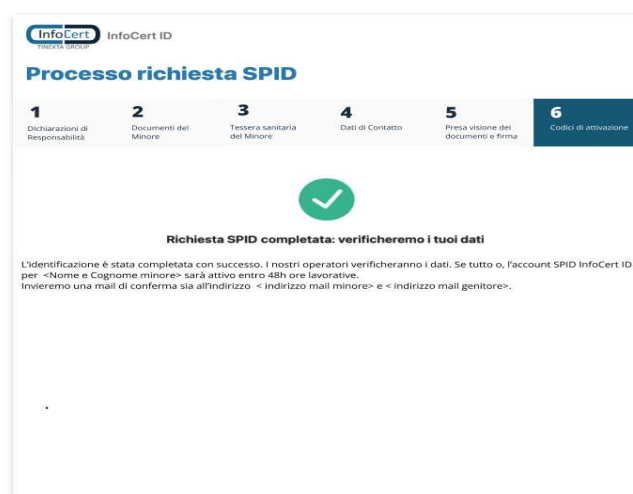 InfoCert InfoCert ID
TINEXTA GROUP
Processo richiesta SPID
1
Dichiarazioni di
Responsabilità
2
Documenti del
Minore
3
Tessera sanitaria
del Minore
4
Dati di Contatto
5
Presa visione dei
documenti e firma
6
Codici di attivazione
Richiesta SPID completata: verificheremo i tuoi dati
L'identificazione è stata completata con successo. I nostri operatori verificheranno i dati. Se tutto o, l'account SPID InfoCert ID
per <Nome e Cognome minore> sarà attivo entro 48h ore lavorative.
Invieremo una mail di conferma sia all'indirizzo < indirizzo mail minore> e < indirizzo mail genitore>.